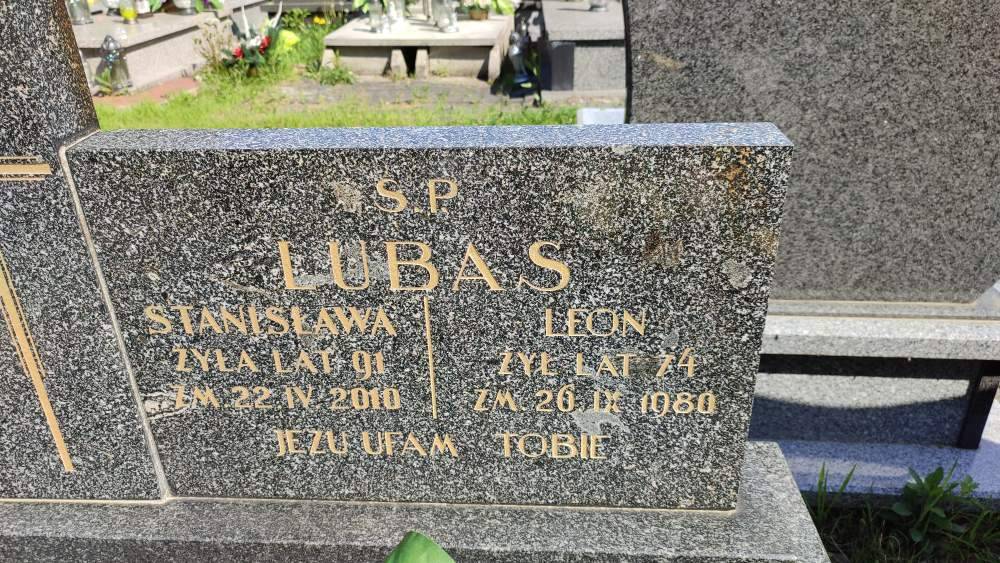 Ś.P.
LUBAS
STANISŁAWA
ŻYŁA LAT 91
ZM. 22 IV 2010
LEON
ŻYŁ LAT 74
ZM. 26 IX 1980
JEZU UFAM TOBIE